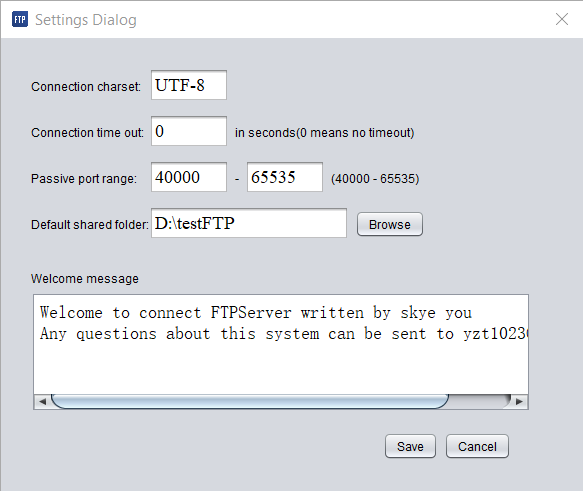 FTP Settings Dialog
Connection charset: UTF-8
Connection time out: 0 in seconds(0 means no timeout)
Passive port range: 40000 - 65535 (40000 - 65535)
Default shared folder: D:\testFTP Browse
Welcome message
Welcome to connect FTPServer written by skye you
Any questions about this system can be sent to
Save Cancel